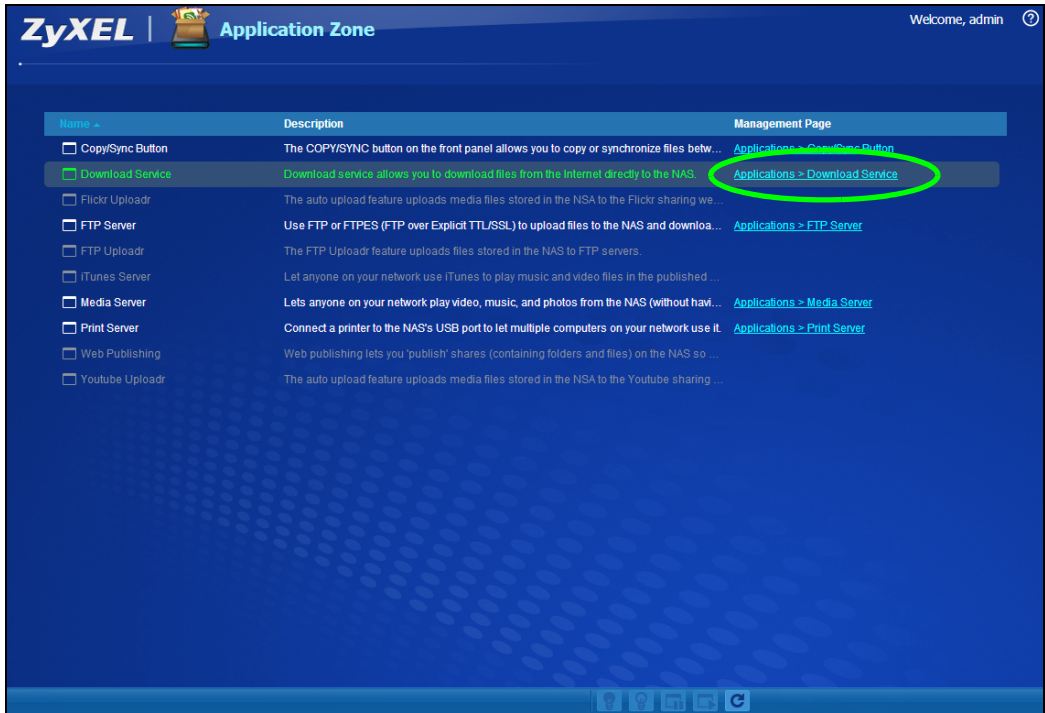 ZyXEL | Application Zone
Welcome, admin ?
Name Description Management Page
Copy/Sync Button The COPY/SYNC button on the front panel allows you to copy or synchronize files betw... Applications > Copy/Sync Button
Download Service Download service allows you to download files from the Internet directly to the NAS. Applications > Download Service
Flickr Uploadr The auto upload feature uploads media files stored in the NSA to the Flickr sharing we...
FTP Server Use FTP or FTPES (FTP over Explicit TTL/SSL) to upload files to the NAS and downloa... Applications > FTP Server
FTP Uploadr The FTP Uploadr feature uploads files stored in the NAS to FTP servers.
iTunes Server Let anyone on your network use iTunes to play music and video files in the published ...
Media Server Lets anyone on your network play video, music, and photos from the NAS (without havi... Applications > Media Server
Print Server Connect a printer to the NAS's USB port to let multiple computers on your network use it. Applications > Print Server
Web Publishing Web publishing lets you 'publish' shares (containing folders and files) on the NAS so ...
Youtube Uploadr The auto upload feature uploads media files stored in the NSA to the Youtube sharing ...